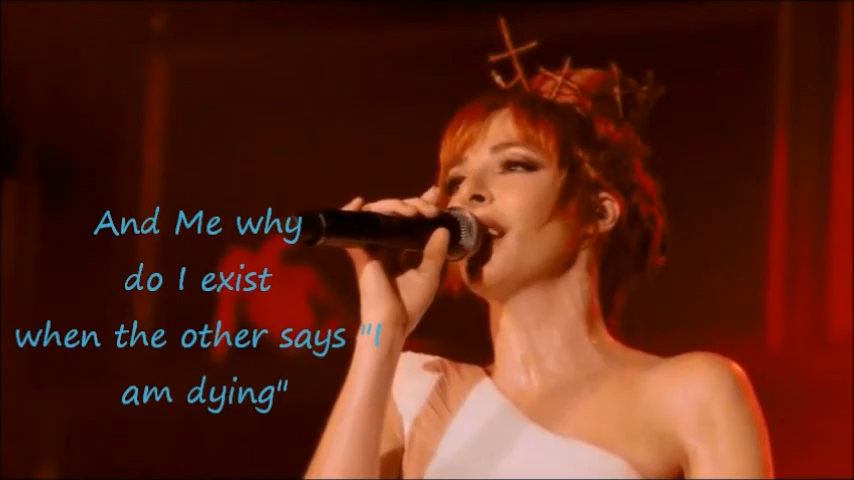 And Me why
do I exist
when the other says "I
am dying"